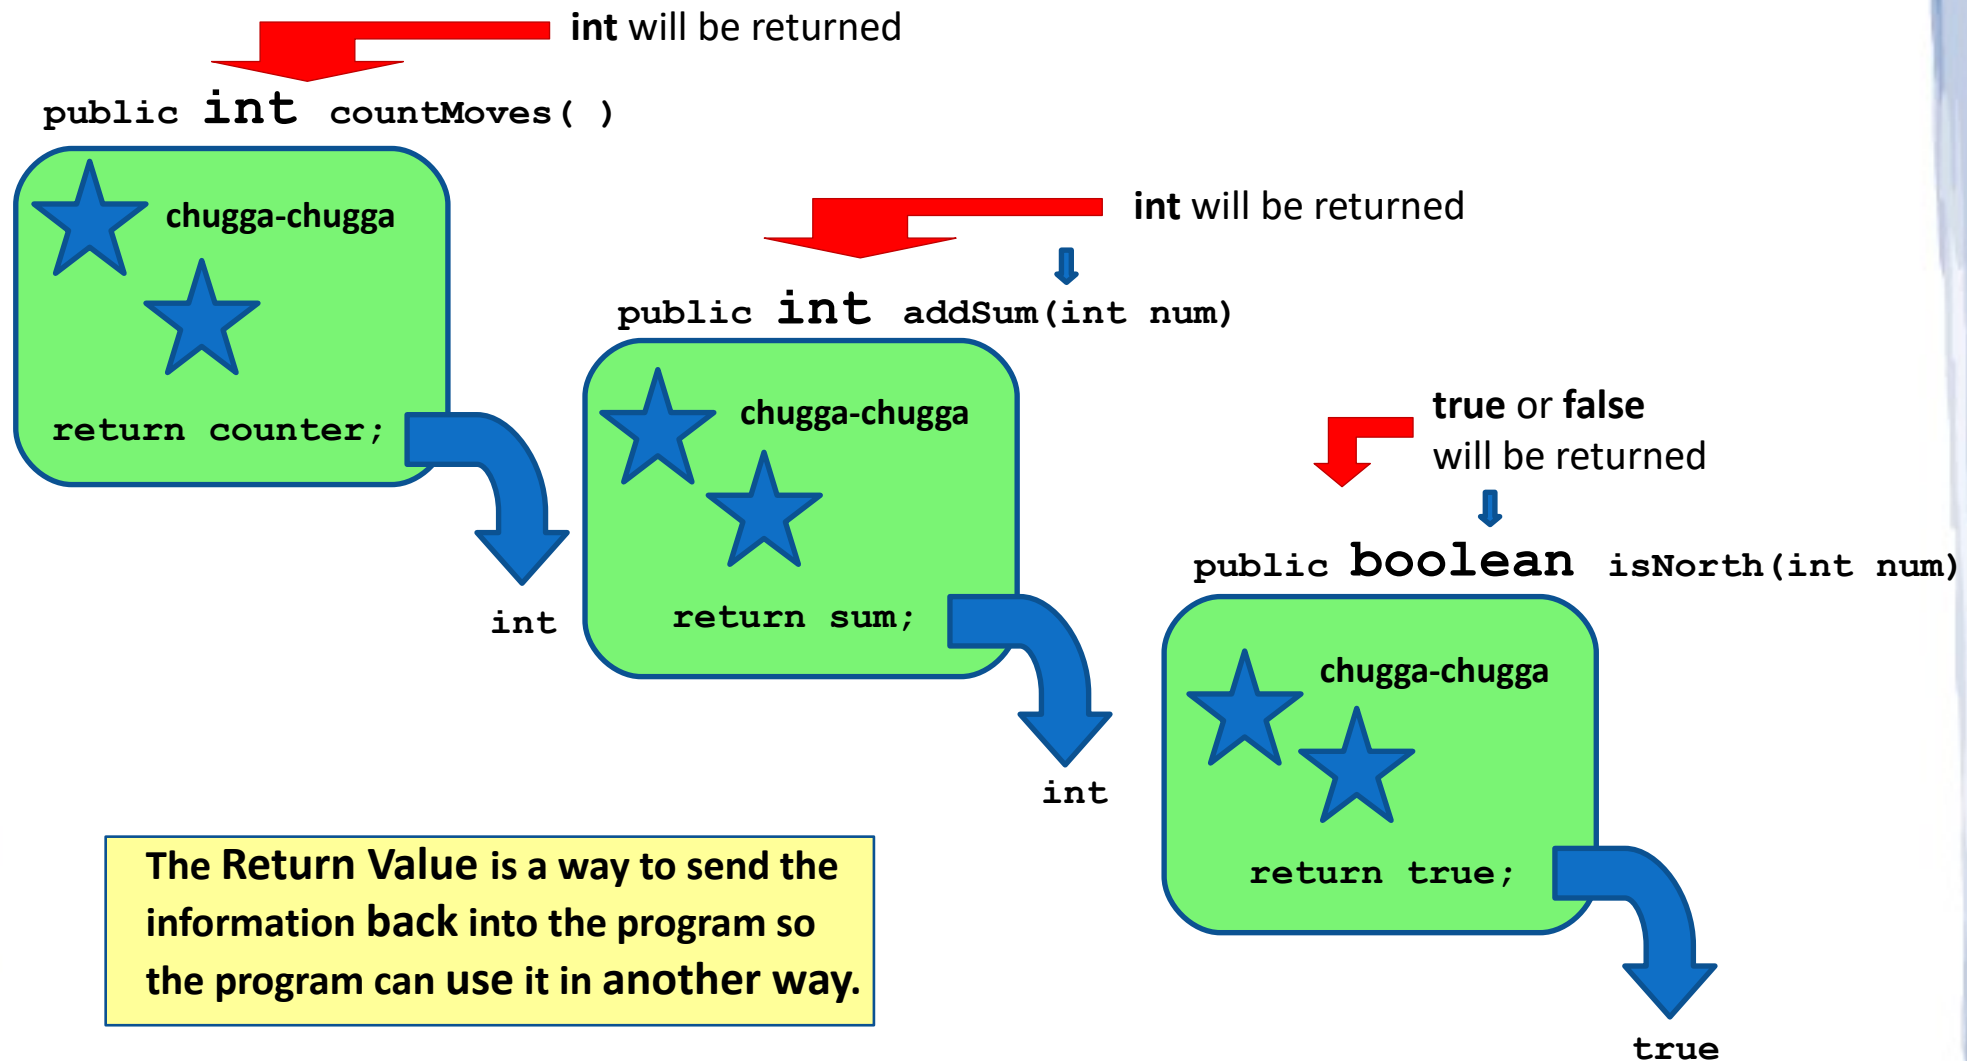 int will be returned
public int countMoves( )
chugga-chugga
return counter;
int
int will be returned
public int addSum(int num)
chugga-chugga
return sum;
int
true or false
will be returned
public boolean isNorth(int num)
chugga-chugga
return true;
true
The Return Value is a way to send the
information back into the program so
the program can use it in another way.